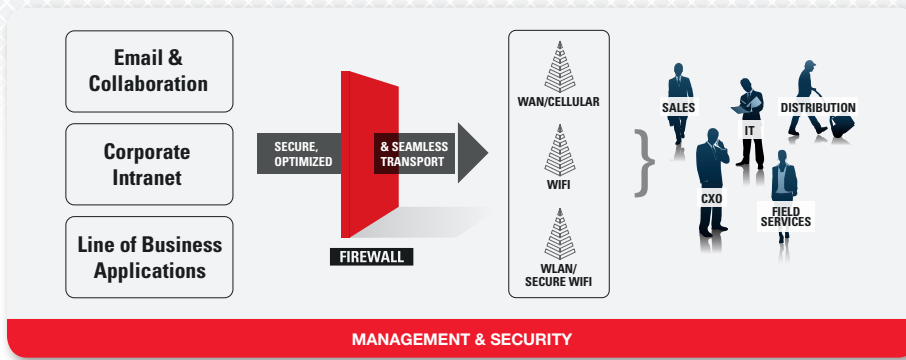 Email &
Collaboration
Corporate
Intranet
Line of Business
Applications
SECURE,
OPTIMIZED
& SEAMLESS
TRANSPORT
FIREWALL
WAN/CELLULAR
WIFI
WLAN/
SECURE WIFI
SALES
IT
DISTRIBUTION
CXO
FIELD
SERVICES
MANAGEMENT & SECURITY